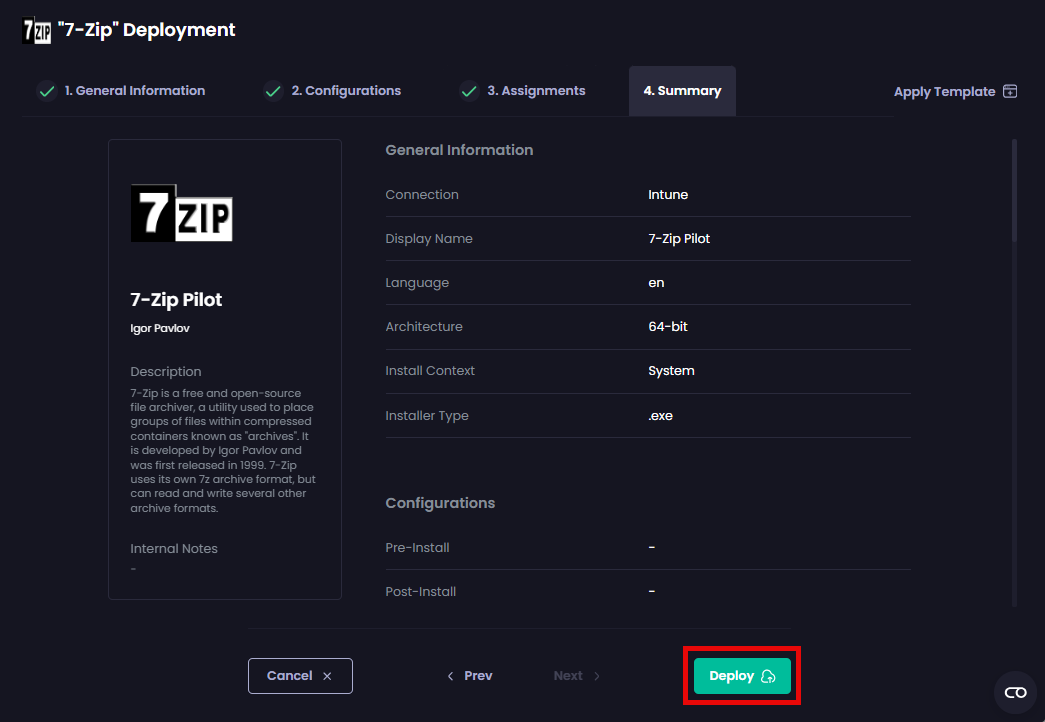 7ZIP "7-Zip" Deployment
1. General Information
2. Configurations
3. Assignments
4. Summary
Apply Template
7ZIP
7-Zip Pilot
Igor Pavlov
Description
7-Zip is a free and open-source
file archiver, a utility used to place
groups of files within compressed
containers known as "archives". It
is developed by Igor Pavlov and
was first released in 1999. 7-Zip
uses its own 7z archive format, but
can read and write several other
archive formats.
Internal Notes
-
General Information
Connection Intune
Display Name 7-Zip Pilot
Language en
Architecture 64-bit
Install Context System
Installer Type .exe
Configurations
Pre-Install -
Post-Install -
Cancel
Prev
Next
Deploy